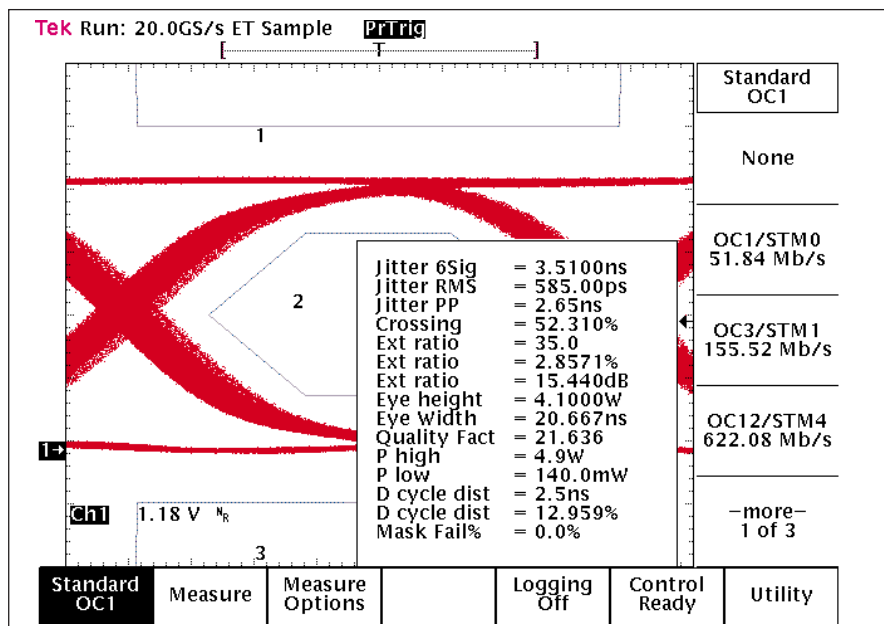 Tek Run: 20.0GS/s ET Sample PrTrig
[ T ]
Standard
OC1
1
None
OC1/STM0
51.84 Mb/s
2
Jitter 6Sig = 3.5100ns
Jitter RMS = 585.00ps
Jitter PP = 2.65ns
Crossing = 52.310%
Ext ratio = 35.0
Ext ratio = 2.8571%
Ext ratio = 15.440dB
Eye height = 4.1000W
Eye Width = 20.667ns
Quality Fact = 21.636
P high = 4.9W
P low = 140.0mW
D cycle dist = 2.5ns
D cycle dist = 12.959%
Mask Fail% = 0.0%
OC3/STM1
155.52 Mb/s
OC12/STM4
622.08 Mb/s
1→
Ch1 1.18 V NR
3
–more–
1 of 3
Standard
OC1
Measure
Measure
Options
Logging
Off
Control
Ready
Utility